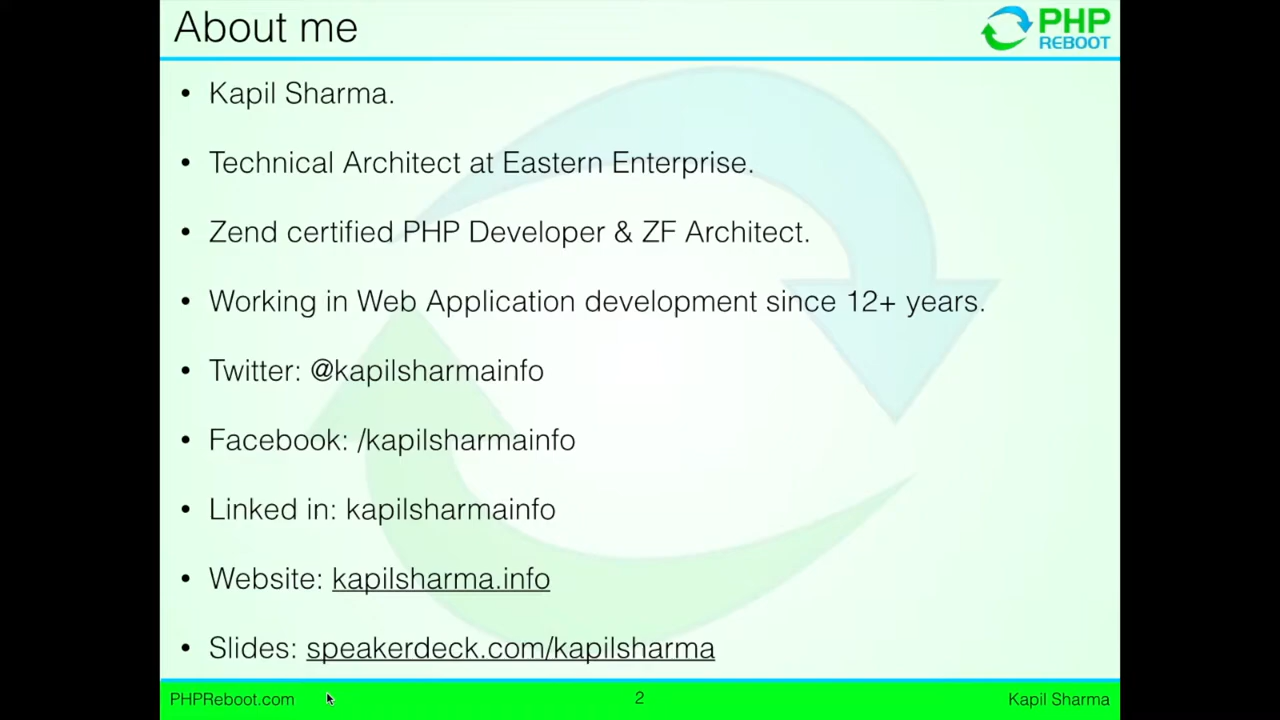 About me
PHP
REBOOT
• Kapil Sharma.
• Technical Architect at Eastern Enterprise.
• Zend certified PHP Developer & ZF Architect.
• Working in Web Application development since 12+ years.
• Twitter: @kapilsharmainfo
• Facebook: /kapilsharmainfo
• Linked in: kapilsharmainfo
• Website: kapilsharma.info
• Slides: speakerdeck.com/kapilsharma
PHPReboot.com
2
Kapil Sharma